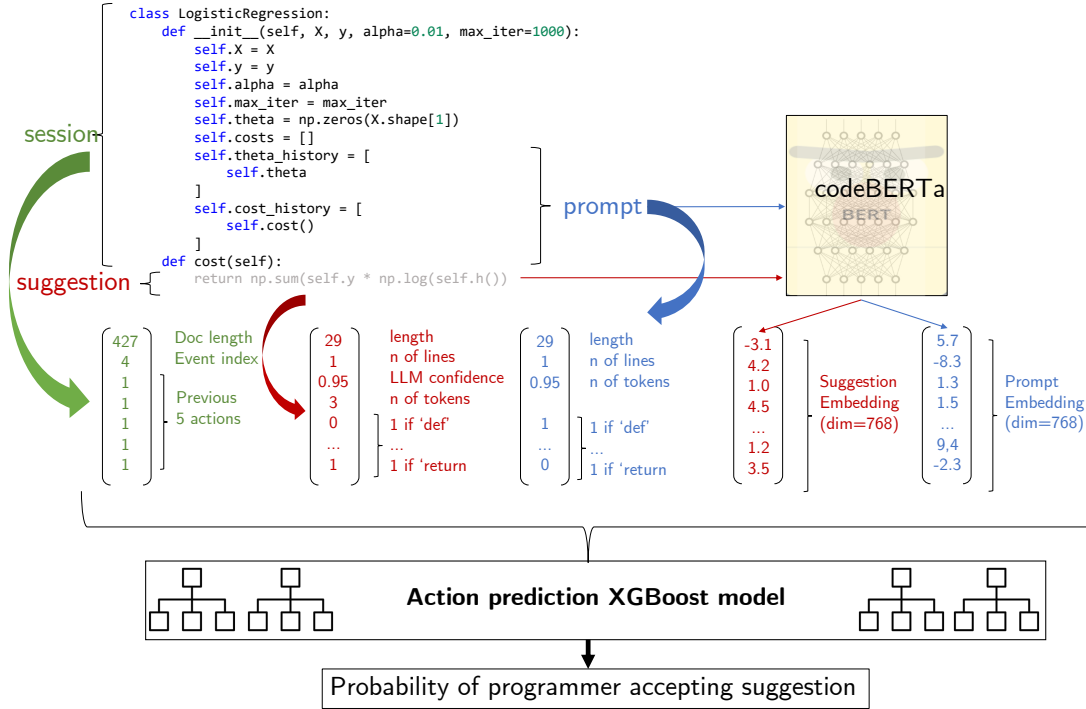 class LogisticRegression:
def __init__(self, X, y, alpha=0.01, max_iter=1000):
self.X = X
self.y = y
self.alpha = alpha
self.max_iter = max_iter
self.theta = np.zeros(X.shape[1])
self.costs = []
self.theta_history = [
self.theta
]
self.cost_history = [
self.cost()
]
def cost(self):
return np.sum(self.y * np.log(self.h())
session
suggestion
prompt
codeBERTa
BERT
427
4
1
1
1
1
1
Doc length
Event index
Previous
5 actions
29
1
0.95
3
0
...
1
length
n of lines
LLM confidence
n of tokens
1 if ‘def’
...
1 if ‘return
29
1
0.95
1
...
0
length
n of lines
n of tokens
1 if ‘def’
...
1 if ‘return
-3.1
4.2
1.0
4.5
...
1.2
3.5
Suggestion
Embedding
(dim=768)
5.7
-8.3
1.3
1.5
...
9,4
-2.3
Prompt
Embedding
(dim=768)
Action prediction XGBoost model
Probability of programmer accepting suggestion